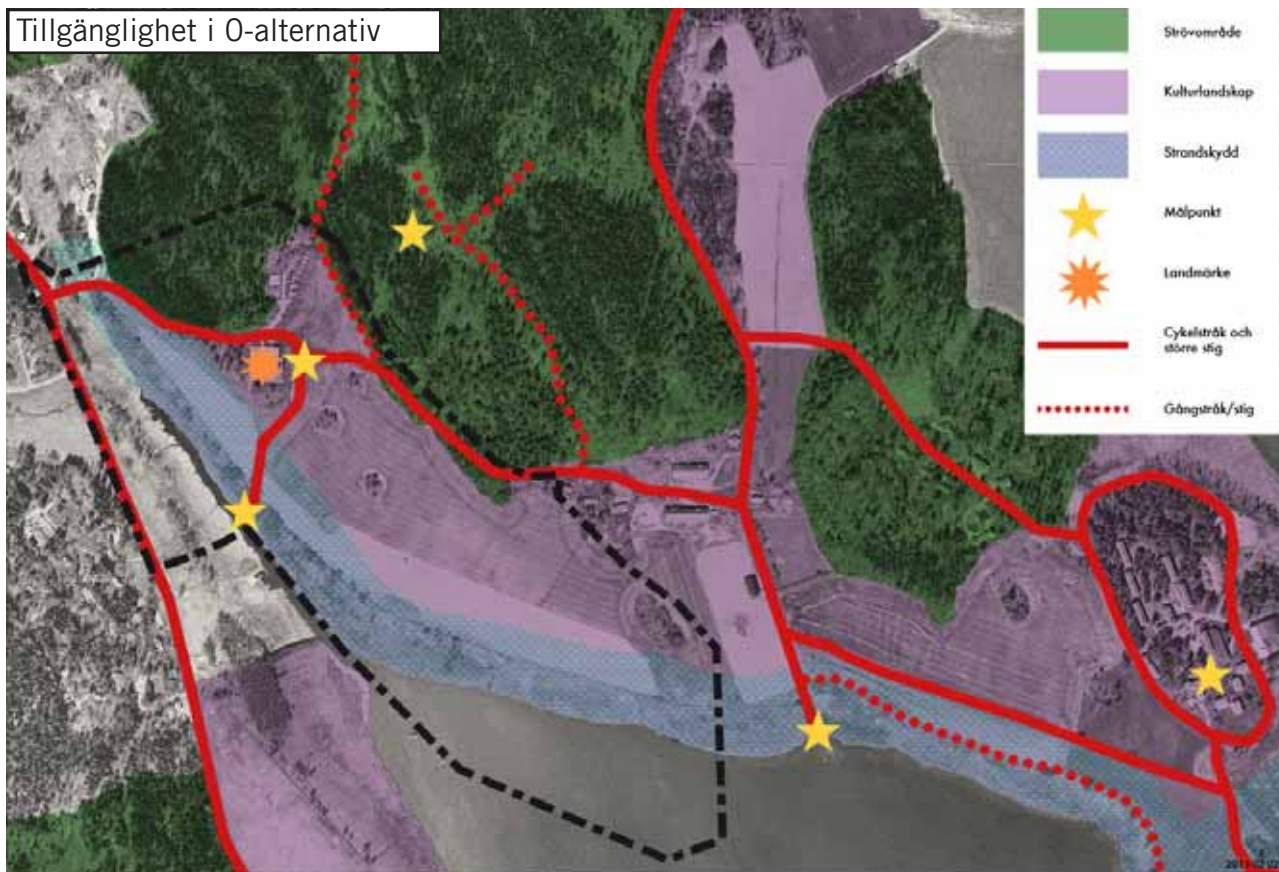 Tillgänglighet i 0-alternativ
Strövområde
Kulturlandskap
Strandskydd
Målpunkt
Landmärke
Cykelstråk och
större stig
Gångstråk/stig